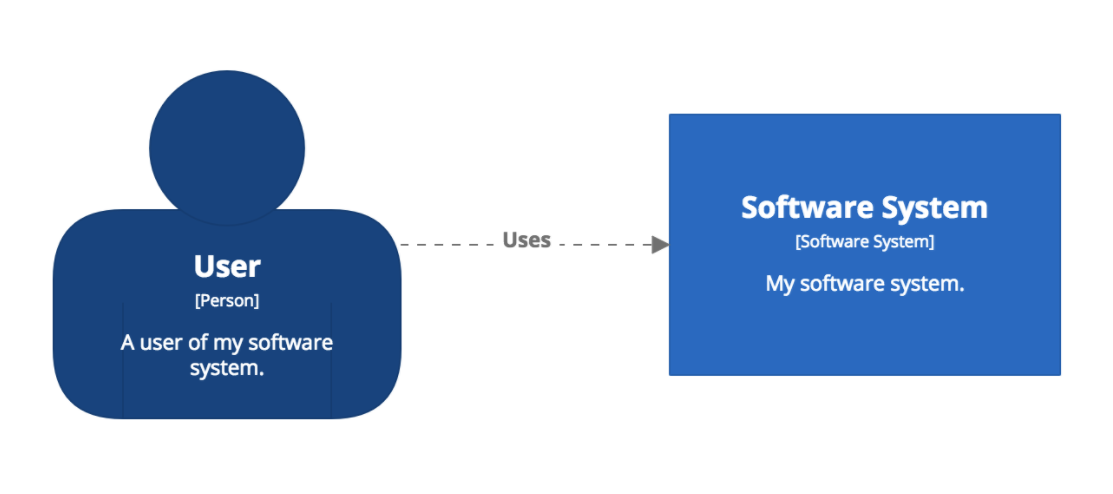 User
[Person]
A user of my software
system.
Uses
Software System
[Software System]
My software system.